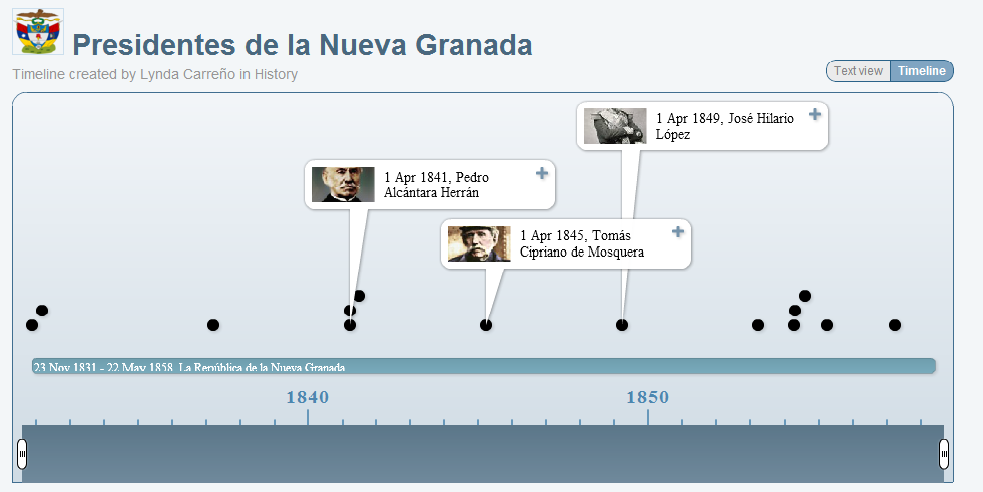 Presidentes de la Nueva Granada
Timeline created by Lynda Carreño in History
Text view
Timeline
1 Apr 1849, José Hilario
López
1 Apr 1841, Pedro
Alcántara Herrán
1 Apr 1845, Tomás
Cipriano de Mosquera
23 Nov 1831 - 22 May 1858, La República de la Nueva Granada
1840
1850